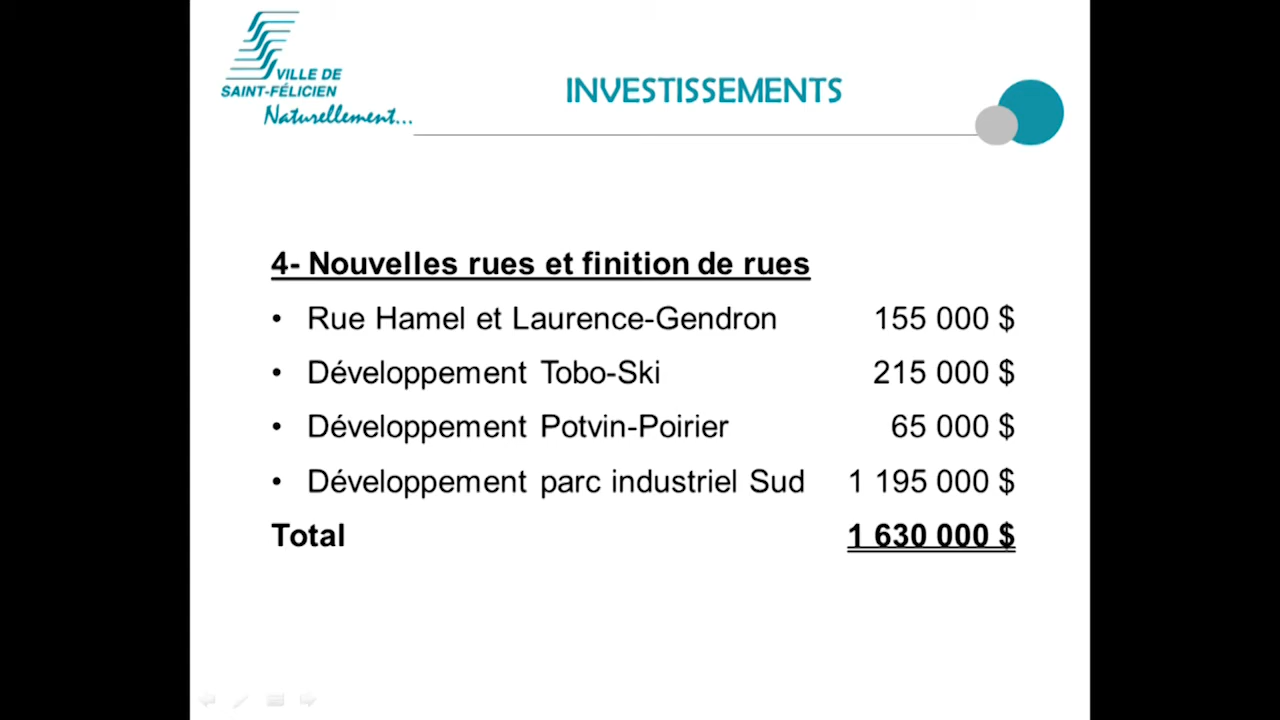 VILLE DE
SAINT-FÉLICIEN
Naturellement...
INVESTISSEMENTS
4- Nouvelles rues et finition de rues
• Rue Hamel et Laurence-Gendron 155 000 $
• Développement Tobo-Ski 215 000 $
• Développement Potvin-Poirier 65 000 $
• Développement parc industriel Sud 1 195 000 $
Total 1 630 000 $